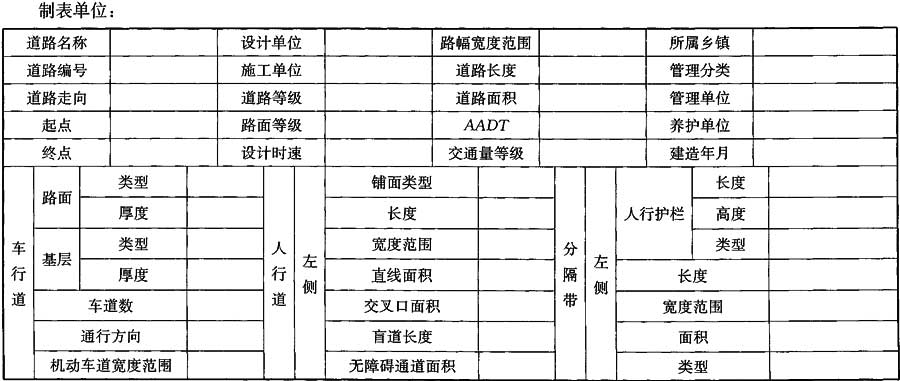 制表单位：
道路名称 设计单位 路幅宽度范围 所属乡镇
道路编号 施工单位 道路长度 管理分类
道路走向 道路等级 道路面积 管理单位
起点 路面等级 AADT 养护单位
终点 设计时速 交通量等级 建造年月
车行道 路面 类型 人行道 左侧 铺面类型 分隔带 左侧 人行护栏 长度
厚度 长度 高度
基层 类型 宽度范围 类型
厚度 直线面积 长度
车道数 交叉口面积 宽度范围
通行方向 盲道长度 面积
机动车道宽度范围 无障碍通道面积 类型